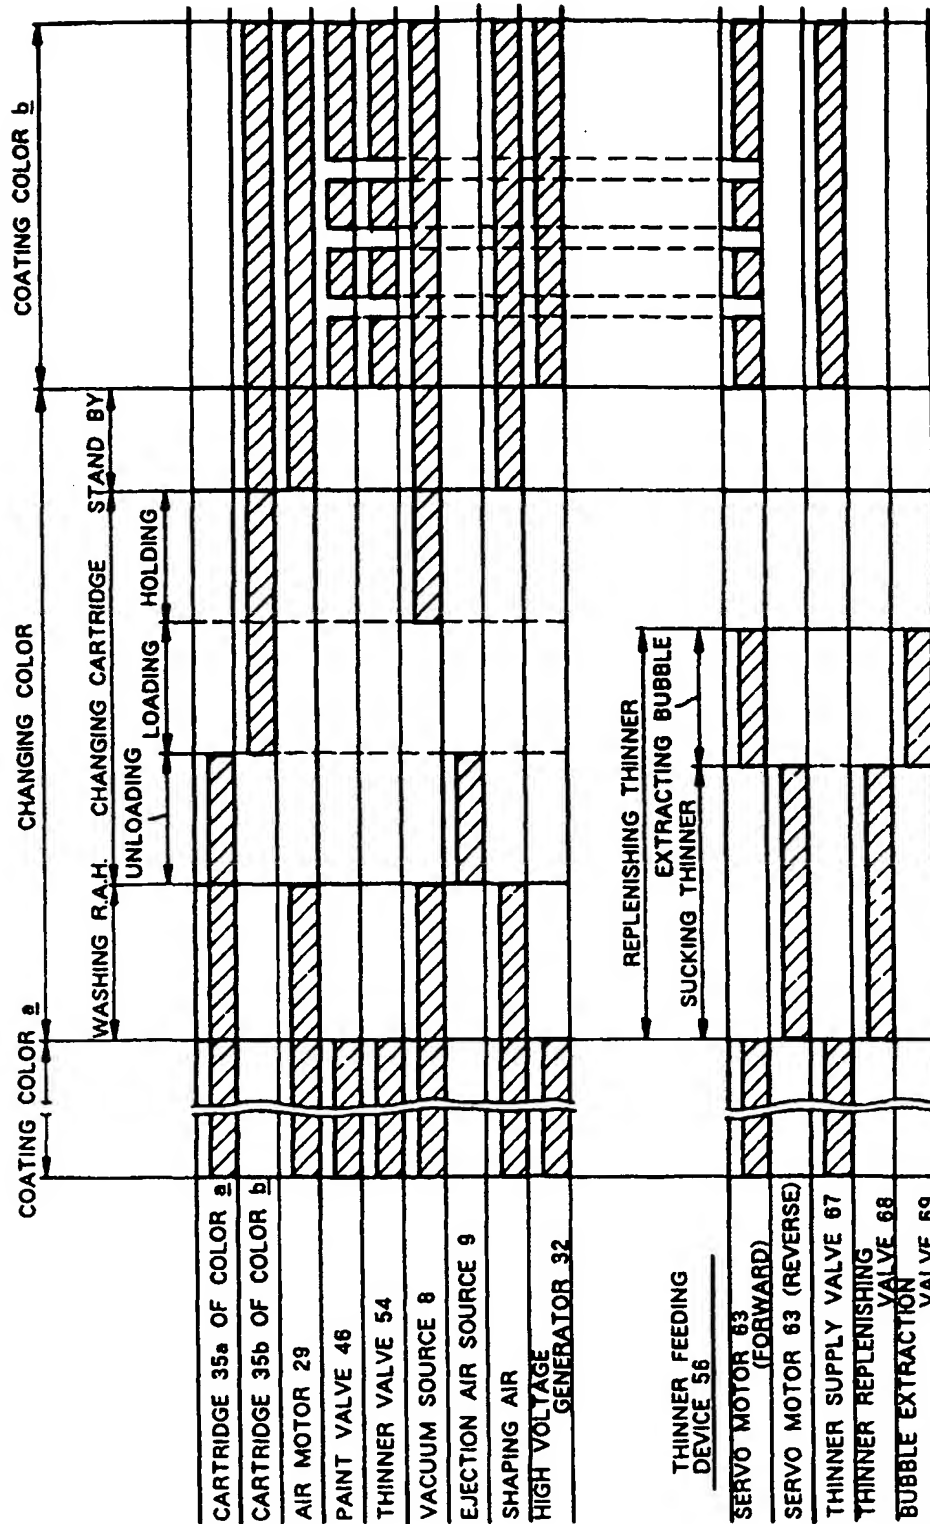 COATING COLOR a
CHANGING COLOR
COATING COLOR b
WASHING R.A.H.
CHANGING CARTRIDGE
STAND BY
UNLOADING
LOADING
HOLDING
CARTRIDGE 35a OF COLOR a
CARTRIDGE 35b OF COLOR b
AIR MOTOR 29
PAINT VALVE 46
THINNER VALVE 54
VACUUM SOURCE 8
EJECTION AIR SOURCE 9
SHAPING AIR
HIGH VOLTAGE
GENERATOR 32
REPLENISHING THINNER
EXTRACTING BUBBLE
SUCKING THINNER
THINNER FEEDING
DEVICE 56
SERVO MOTOR 63
(FORWARD)
SERVO MOTOR 63 (REVERSE)
THINNER SUPPLY VALVE 67
THINNER REPLENISHING
VALVE 68
BUBBLE EXTRACTION
VALVE 69